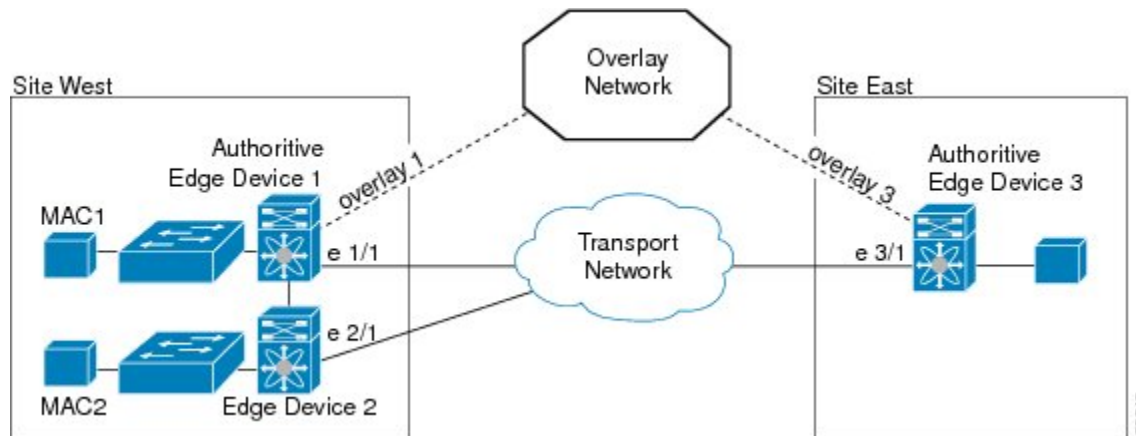 Overlay
Network
Site West
Site East
Authoritive
Edge Device 1
overlay 1
overlay 3
Authoritive
Edge Device 3
MAC1
e 1/1
Transport
Network
e 3/1
e 2/1
MAC2
Edge Device 2